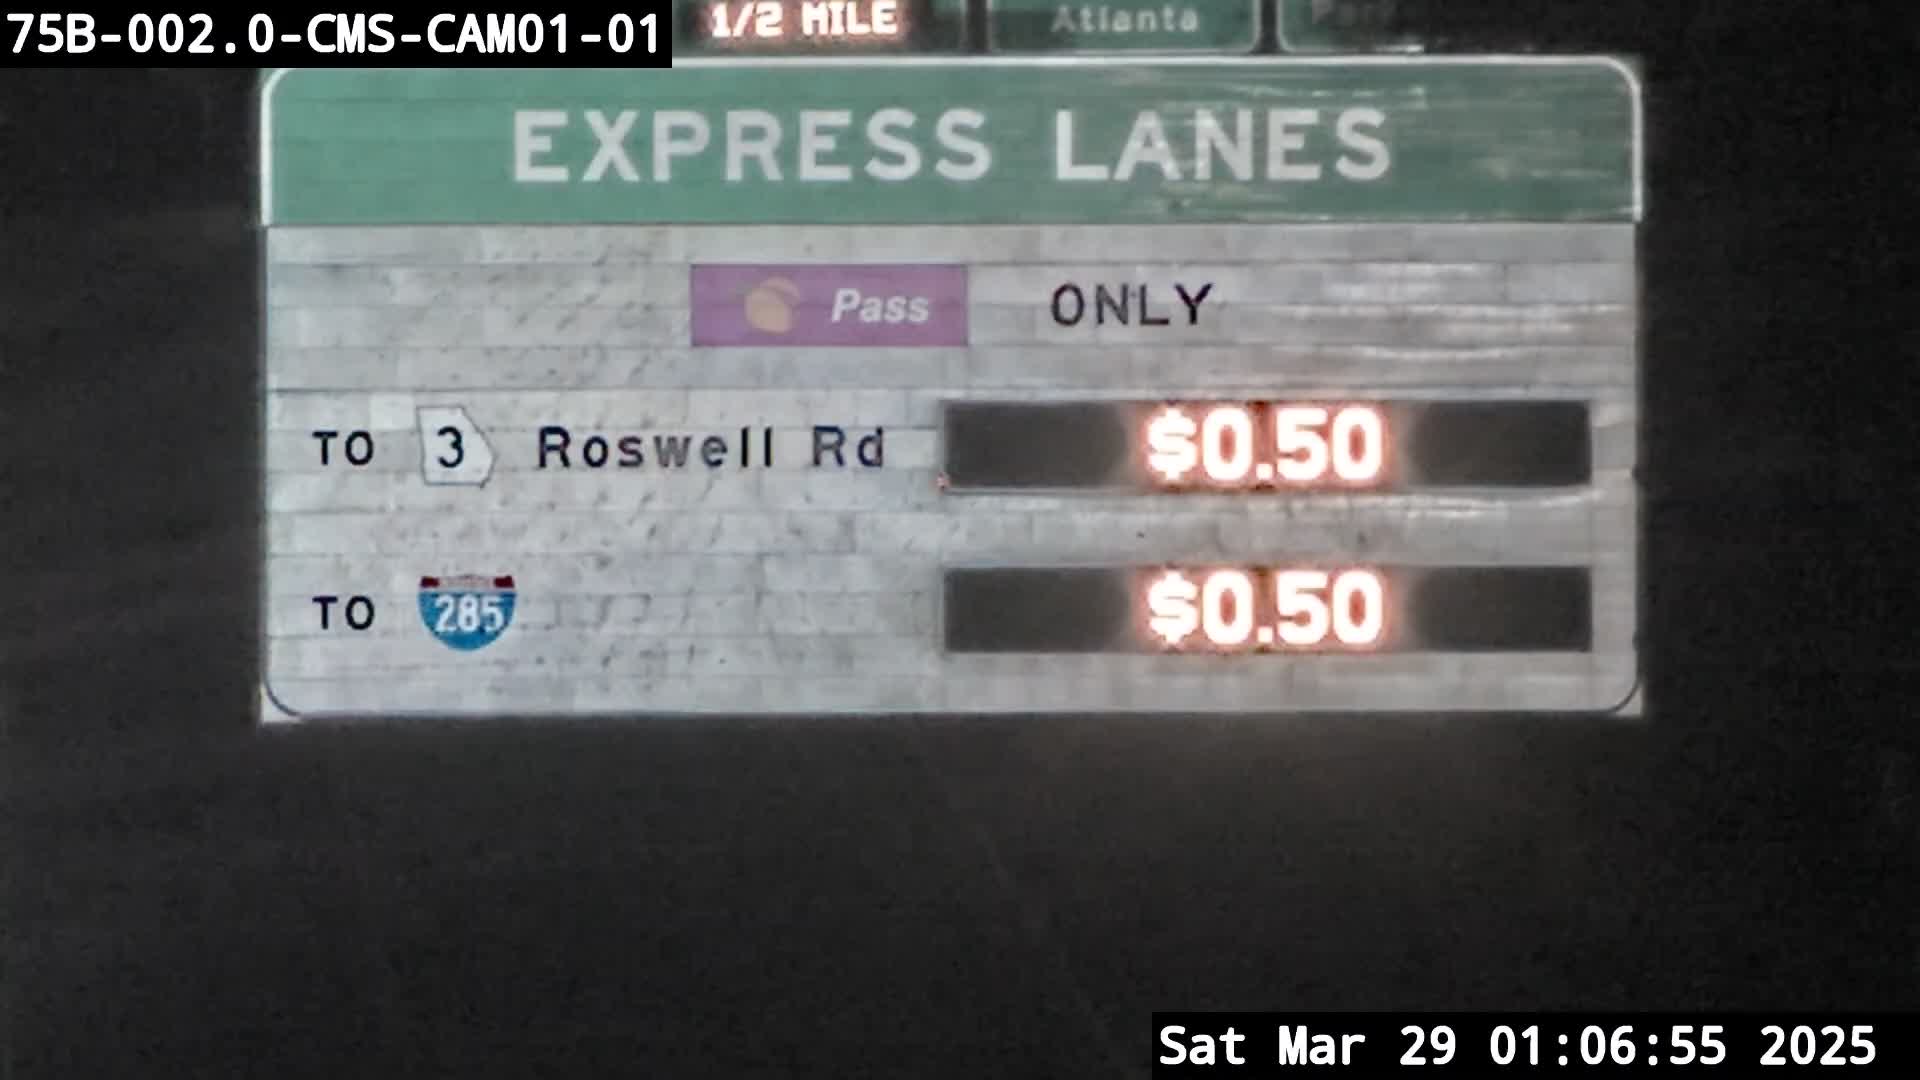 75B-002.0-CMS-CAM01-01
1/2 MILE
Atlanta
EXPRESS LANES
Pass ONLY
TO 3 Roswell Rd $0.50
TO 285 $0.50
Sat Mar 29 01:06:55 2025